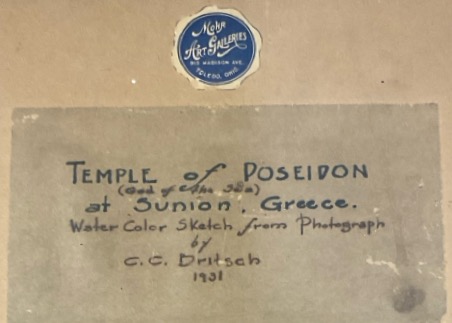 Mohr
Art Galleries
915 MADISON AVE.
TOLEDO, OHIO.
TEMPLE of POSEIDON
(God of the Sea)
at Sunion, Greece.
Water Color Sketch from Photograph
by
C. C. Dritsch
1931